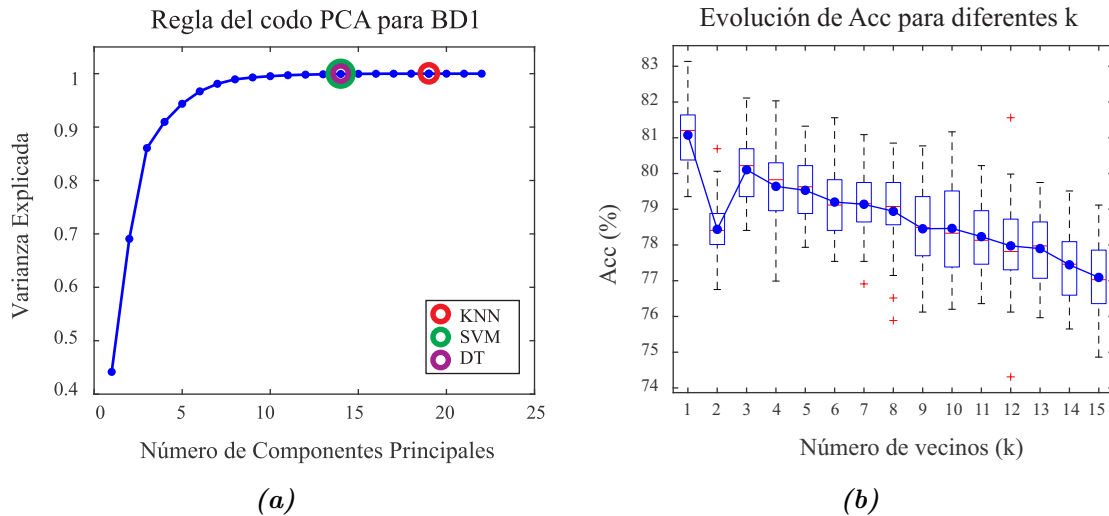 Regla del codo PCA para BD1
1
0.9
0.8
0.7
0.6
0.5
0.4
0 5 10 15 20 25
Varianza Explicada
Número de Componentes Principales
KNN
SVM
DT
(a)
Evolución de Acc para diferentes k
83
82
81
80
79
78
77
76
75
74
1 2 3 4 5 6 7 8 9 10 11 12 13 14 15
Acc (%)
Número de vecinos (k)
(b)